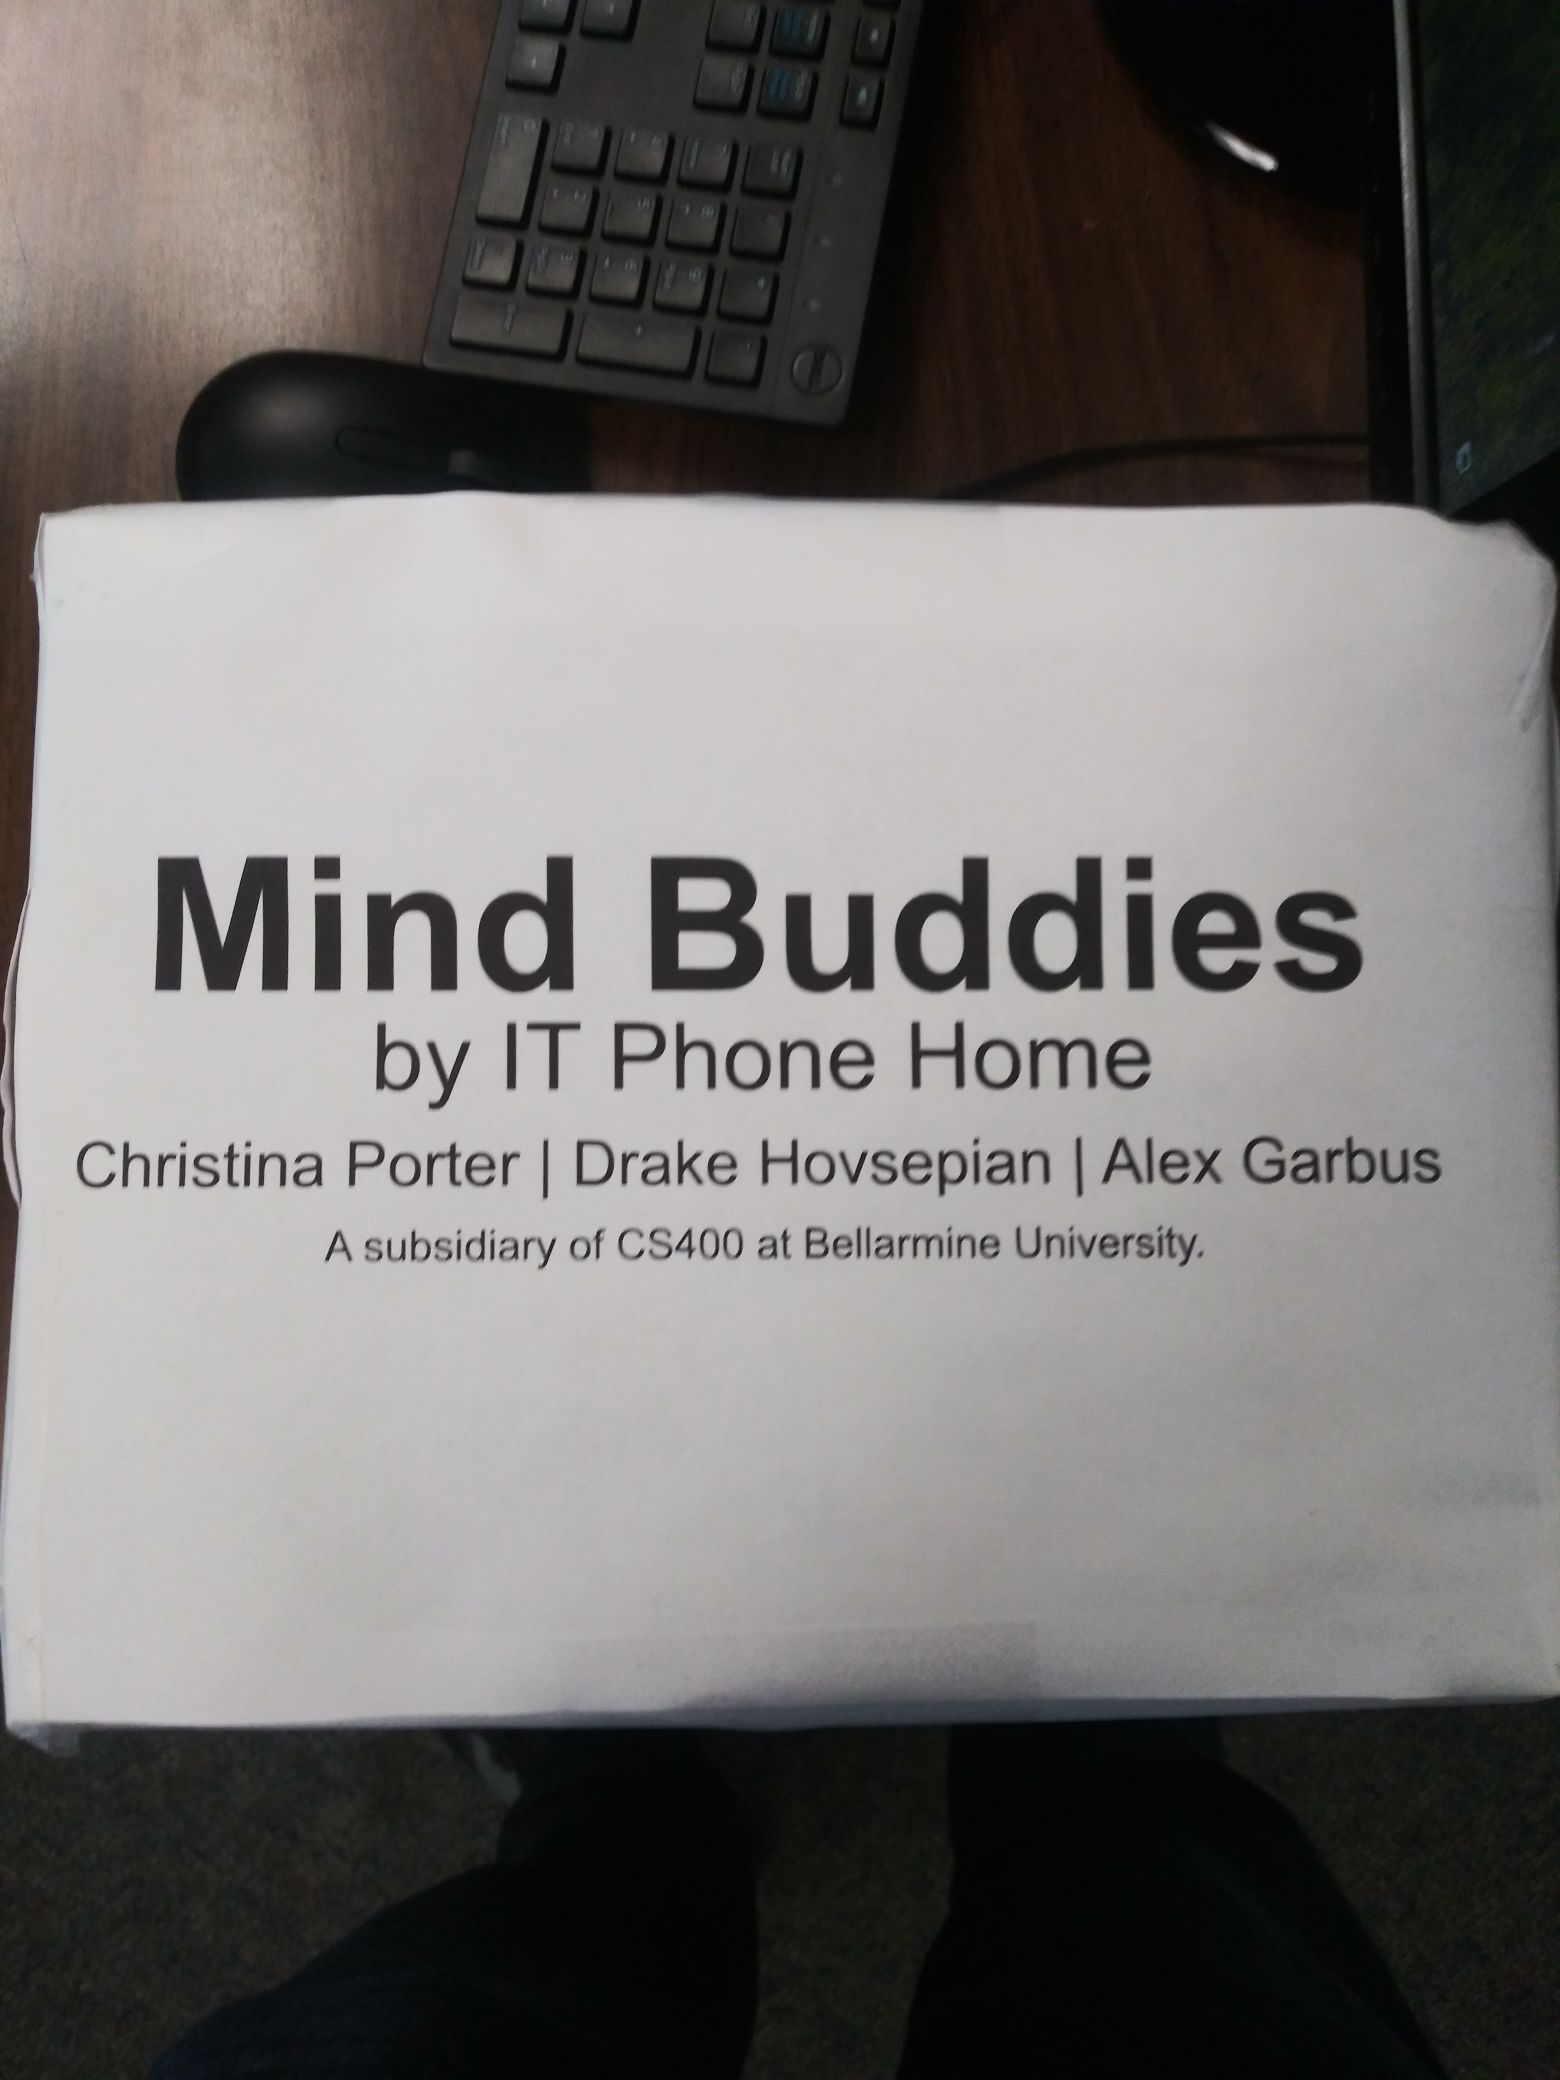 Mind Buddies
by IT Phone Home
Christina Porter | Drake Hovsepian | Alex Garbus
A subsidiary of CS400 at Bellarmine University.